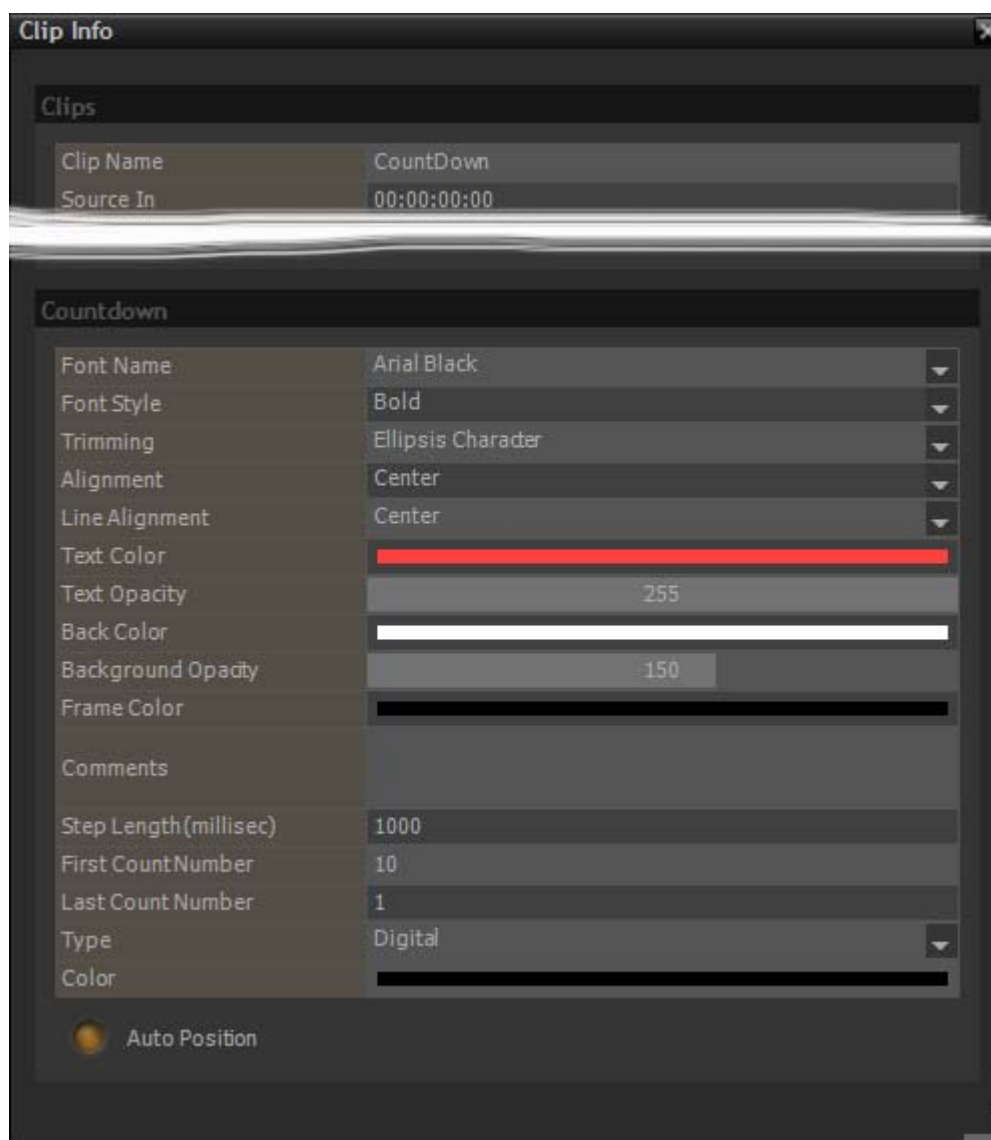 Clip Info
Clips
Clip Name CountDown
Source In 00:00:00:00
Countdown
Font Name Arial Black
Font Style Bold
Trimming Ellipsis Character
Alignment Center
Line Alignment Center
Text Color
Text Opacity 255
Back Color
Background Opacity 150
Frame Color
Comments
Step Length(millisec) 1000
First Count Number 10
Last Count Number 1
Type Digital
Color
Auto Position